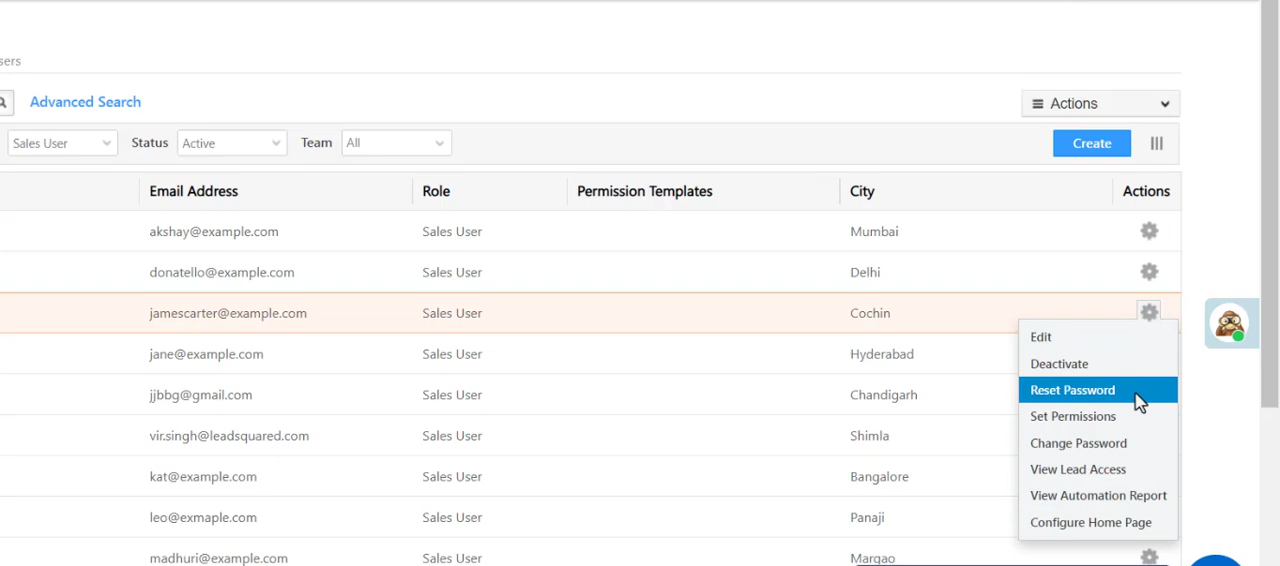 sers
Advanced Search
Actions
Sales User Status Active Team All Create
Email Address Role Permission Templates City Actions
akshay@example.com Sales User Mumbai
donatello@example.com Sales User Delhi
jamescarter@example.com Sales User Cochin
jane@example.com Sales User Hyderabad
jjbbg@gmail.com Sales User Chandigarh
vir.singh@leadsquared.com Sales User Shimla
kat@example.com Sales User Bangalore
leo@exmaple.com Sales User Panaji
madhuri@example.com Sales User Margao
Edit
Deactivate
Reset Password
Set Permissions
Change Password
View Lead Access
View Automation Report
Configure Home Page